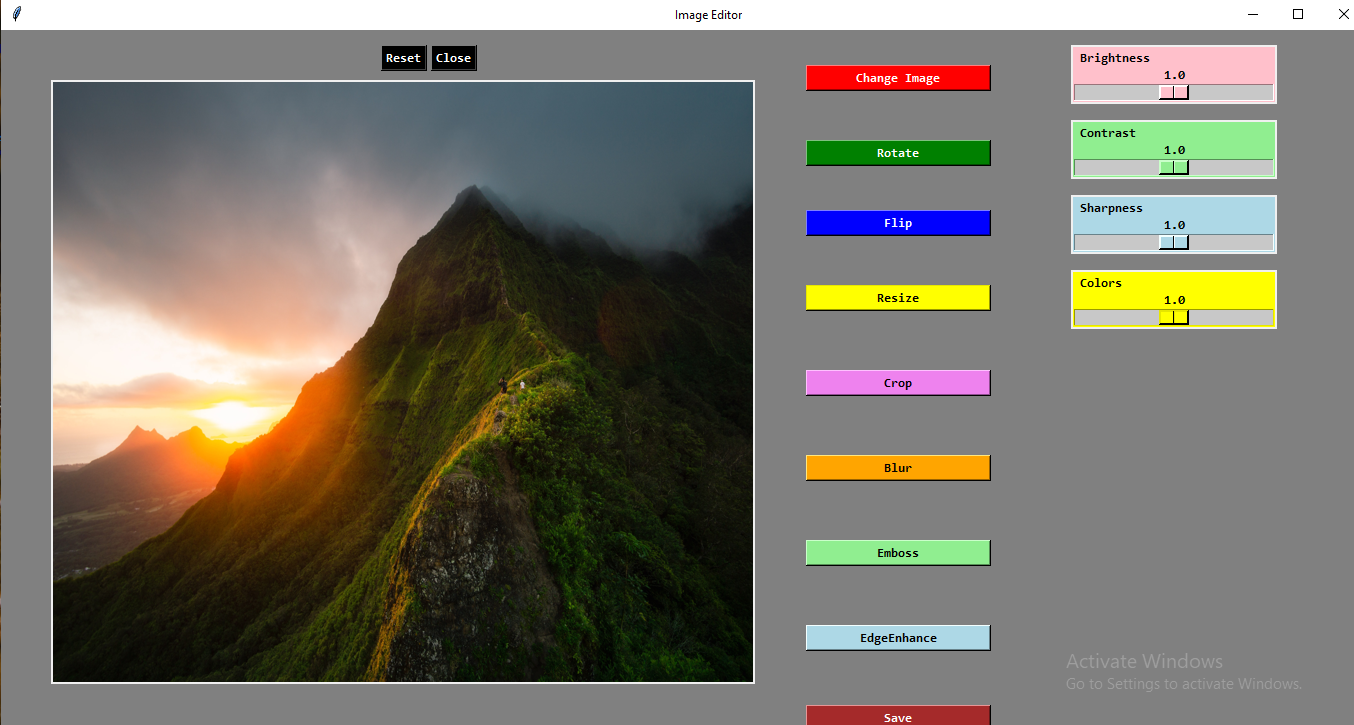 Image Editor
Reset Close
Change Image
Rotate
Flip
Resize
Crop
Blur
Emboss
EdgeEnhance
Save
Brightness
1.0
Contrast
1.0
Sharpness
1.0
Colors
1.0
Activate Windows
Go to Settings to activate Windows.